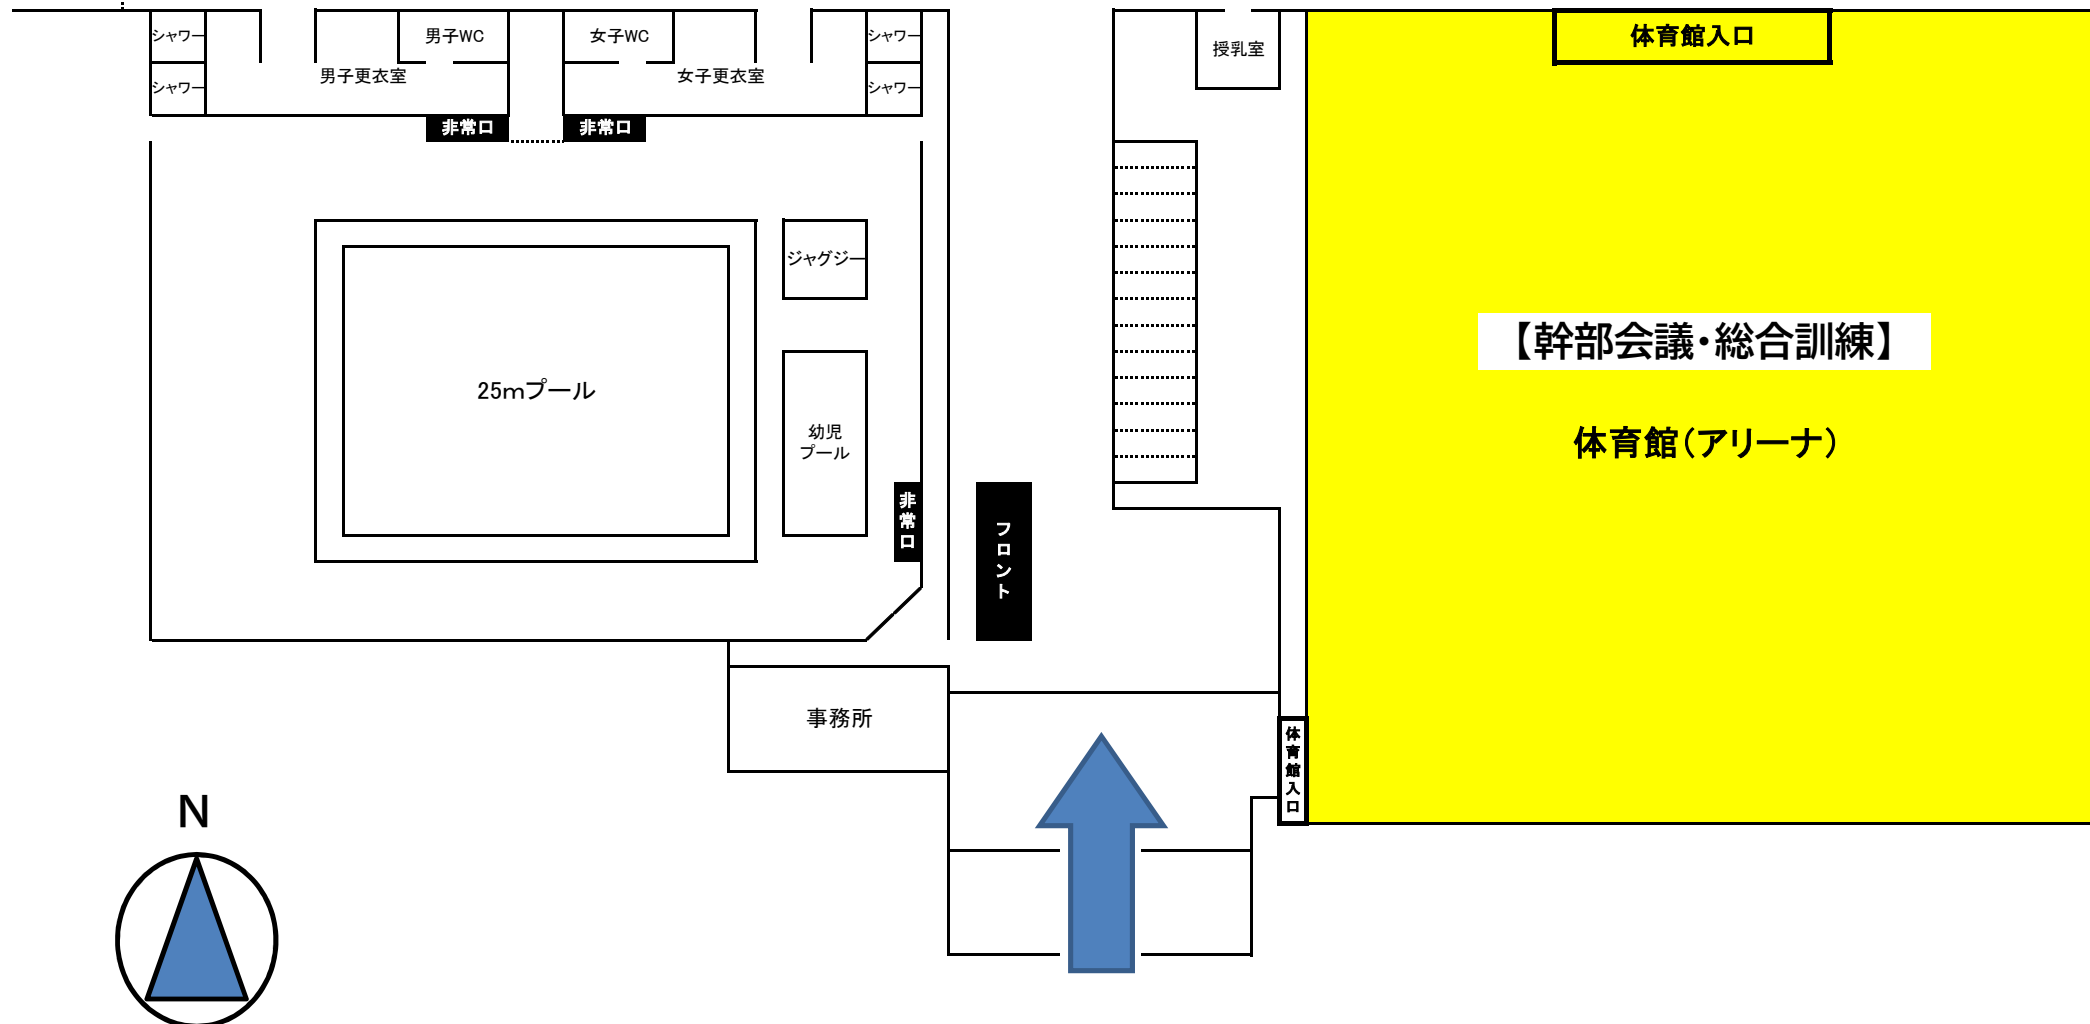 シャワー
男子WC
女子WC
シャワー
授乳室
体育館入口
男子更衣室
女子更衣室
シャワー
シャワー
非常口
非常口
ジャグジー
【幹部会議・総合訓練】
25mプール
幼児
プール
体育館(アリーナ)
非常口
フロント
事務所
体育館入口
N